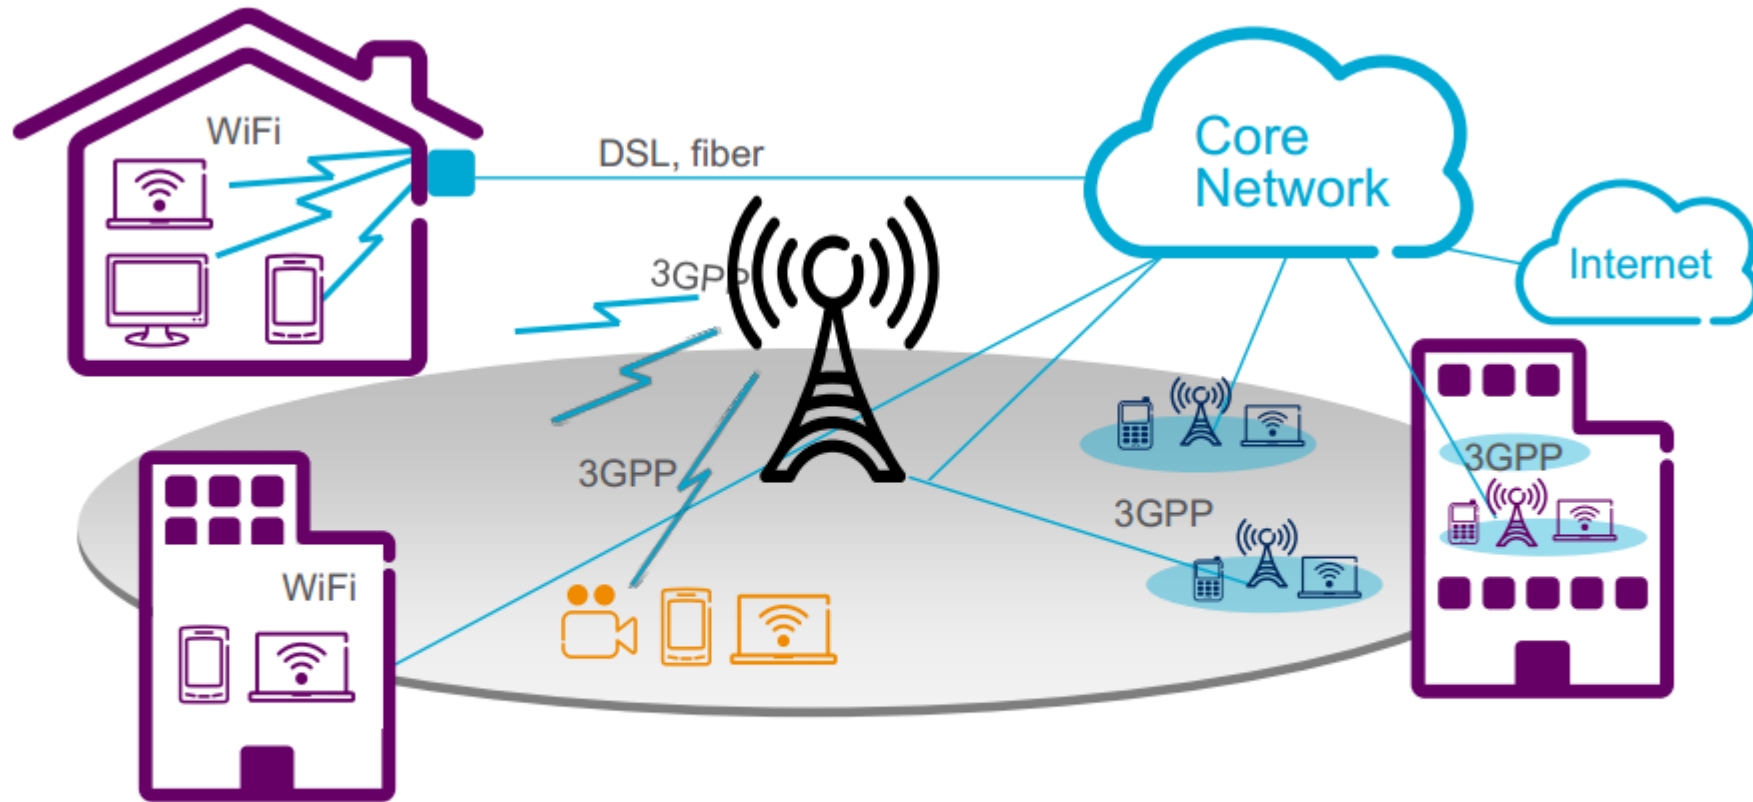 WiFi
DSL, fiber
Core
Network
Internet
3GPP
3GPP
3GPP
3GPP
WiFi